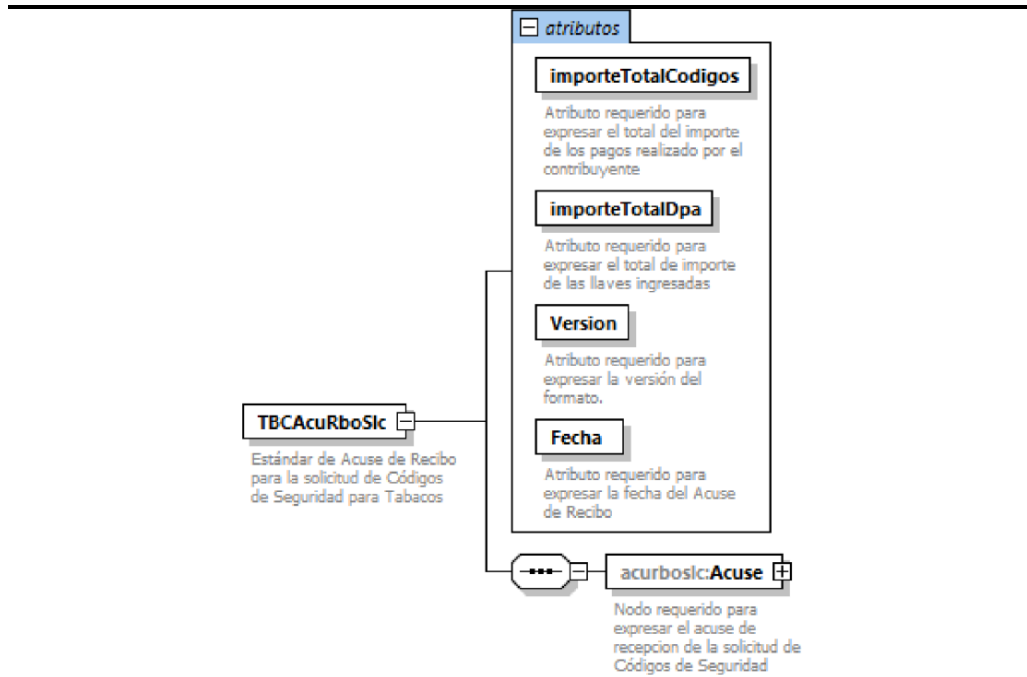 atributos
importeTotalCodigos
Atributo requerido para
expresar el total del importe
de los pagos realizado por el
contribuyente
importeTotalDpa
Atributo requerido para
expresar el total de importe
de las llaves ingresadas
Version
Atributo requerido para
expresar la versión del
formato.
Fecha
Atributo requerido para
expresar la fecha del Acuse
de Recibo
TBCAcuRboSlc
Estándar de Acuse de Recibo
para la solicitud de Códigos
de Seguridad para Tabacos
acurboslc:Acuse
Nodo requerido para
expresar el acuse de
recepcion de la solicitud de
Códigos de Seguridad